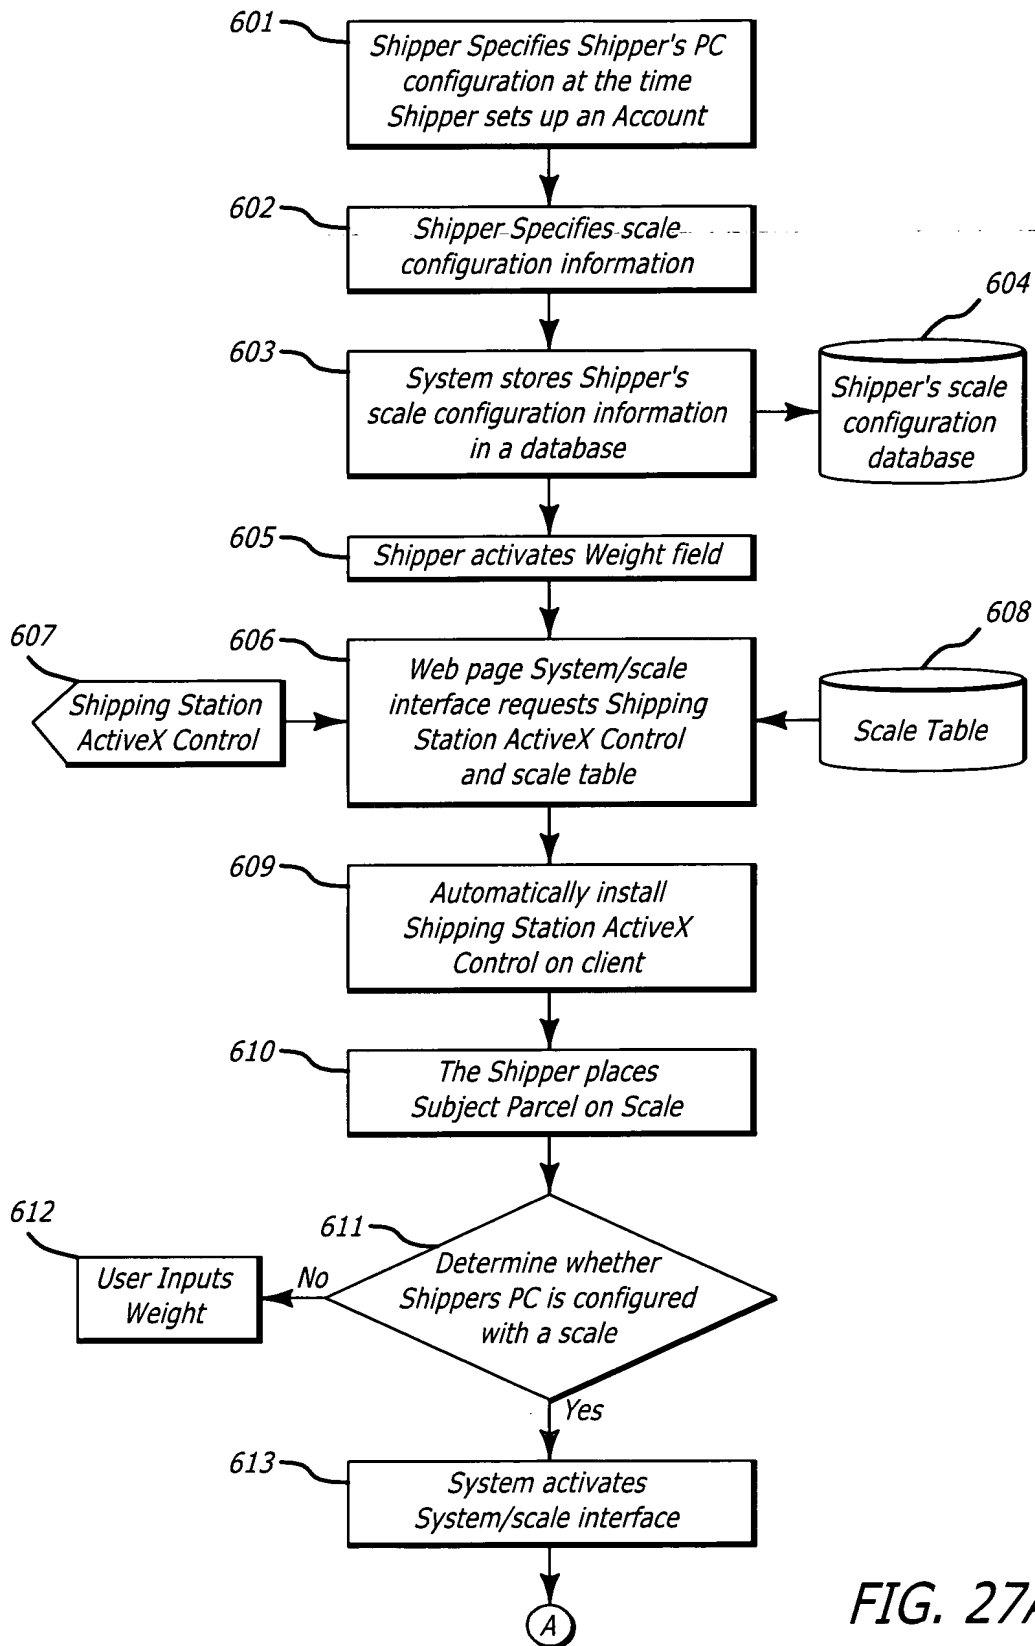 601
Shipper Specifies Shipper's PC
configuration at the time
Shipper sets up an Account
602
Shipper Specifies scale
configuration information
603
System stores Shipper's
scale configuration information
in a database
604
Shipper's scale
configuration
database
605
Shipper activates Weight field
606
Web page System/scale
interface requests Shipping
Station ActiveX Control
and scale table
607
Shipping Station
ActiveX Control
608
Scale Table
609
Automatically install
Shipping Station ActiveX
Control on client
610
The Shipper places
Subject Parcel on Scale
611
Determine whether
Shippers PC is configured
with a scale
No
612
User Inputs
Weight
Yes
613
System activates
System/scale interface
A
FIG. 27A